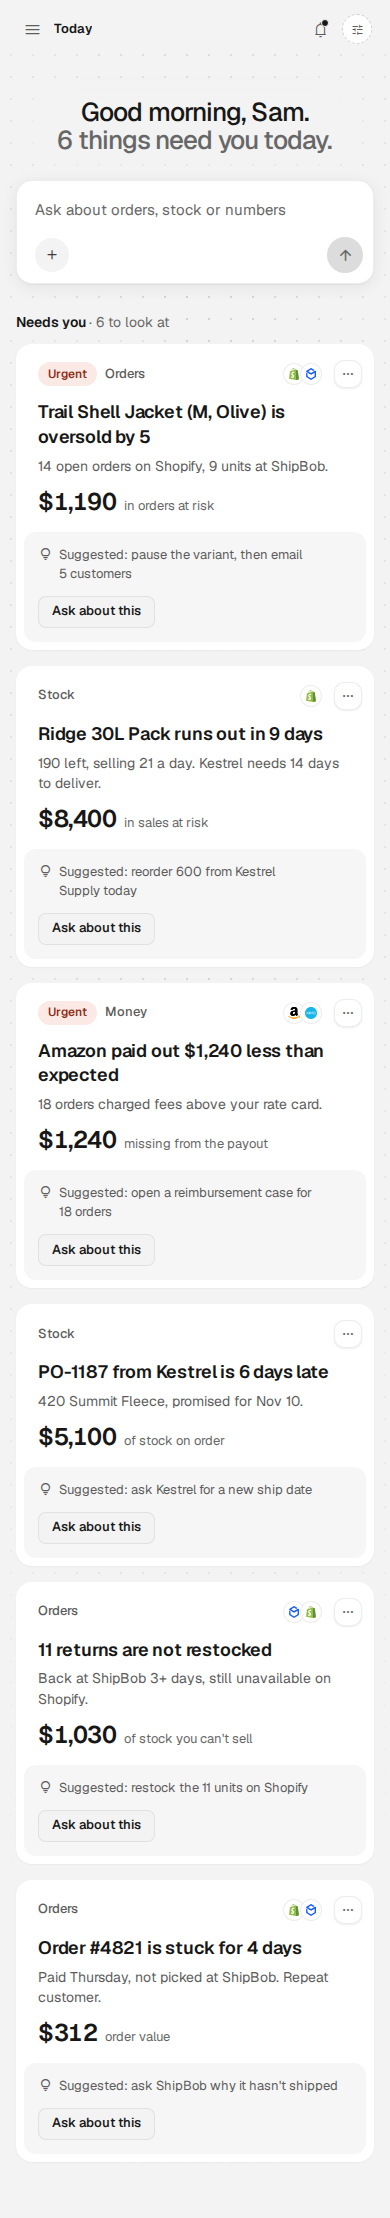 Today
Good morning, Sam.
6 things need you today.
Ask about orders, stock or numbers
Needs you · 6 to look at
Urgent Orders
Trail Shell Jacket (M, Olive) is
oversold by 5
14 open orders on Shopify, 9 units at ShipBob.
$1,190 in orders at risk
Suggested: pause the variant, then email
5 customers
Ask about this
Stock
Ridge 30L Pack runs out in 9 days
190 left, selling 21 a day. Kestrel needs 14 days
to deliver.
$8,400 in sales at risk
Suggested: reorder 600 from Kestrel
Supply today
Ask about this
Urgent Money
Amazon paid out $1,240 less than
expected
18 orders charged fees above your rate card.
$1,240 missing from the payout
Suggested: open a reimbursement case for
18 orders
Ask about this
Stock
PO-1187 from Kestrel is 6 days late
420 Summit Fleece, promised for Nov 10.
$5,100 of stock on order
Suggested: ask Kestrel for a new ship date
Ask about this
Orders
11 returns are not restocked
Back at ShipBob 3+ days, still unavailable on
Shopify.
$1,030 of stock you can't sell
Suggested: restock the 11 units on Shopify
Ask about this
Orders
Order #4821 is stuck for 4 days
Paid Thursday, not picked at ShipBob. Repeat
customer.
$312 order value
Suggested: ask ShipBob why it hasn't shipped
Ask about this